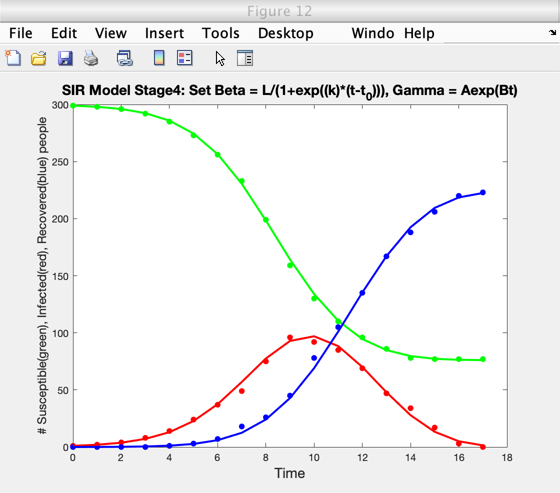 Figure 12
File Edit View Insert Tools Desktop Windo Help
SIR Model Stage4: Set Beta = L/(1+exp((k)*(t-t0))), Gamma = Aexp(Bt)
# Susceptible(green), Infected(red), Recovered(blue) people
300
250
200
150
100
50
0
0 2 4 6 8 10 12 14 16 18
Time